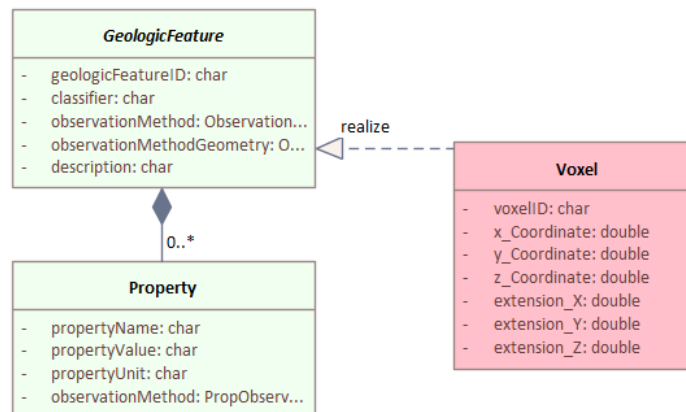 GeologicFeature
- geologicFeatureID: char
- classifier: char
- observationMethod: Observation...
- observationMethodGeometry: O...
- description: char
realize
Voxel
- voxelID: char
- x_Coordinate: double
- y_Coordinate: double
- z_Coordinate: double
- extension_X: double
- extension_Y: double
- extension_Z: double
0..*
Property
- propertyName: char
- propertyValue: char
- propertyUnit: char
- observationMethod: PropObserv...